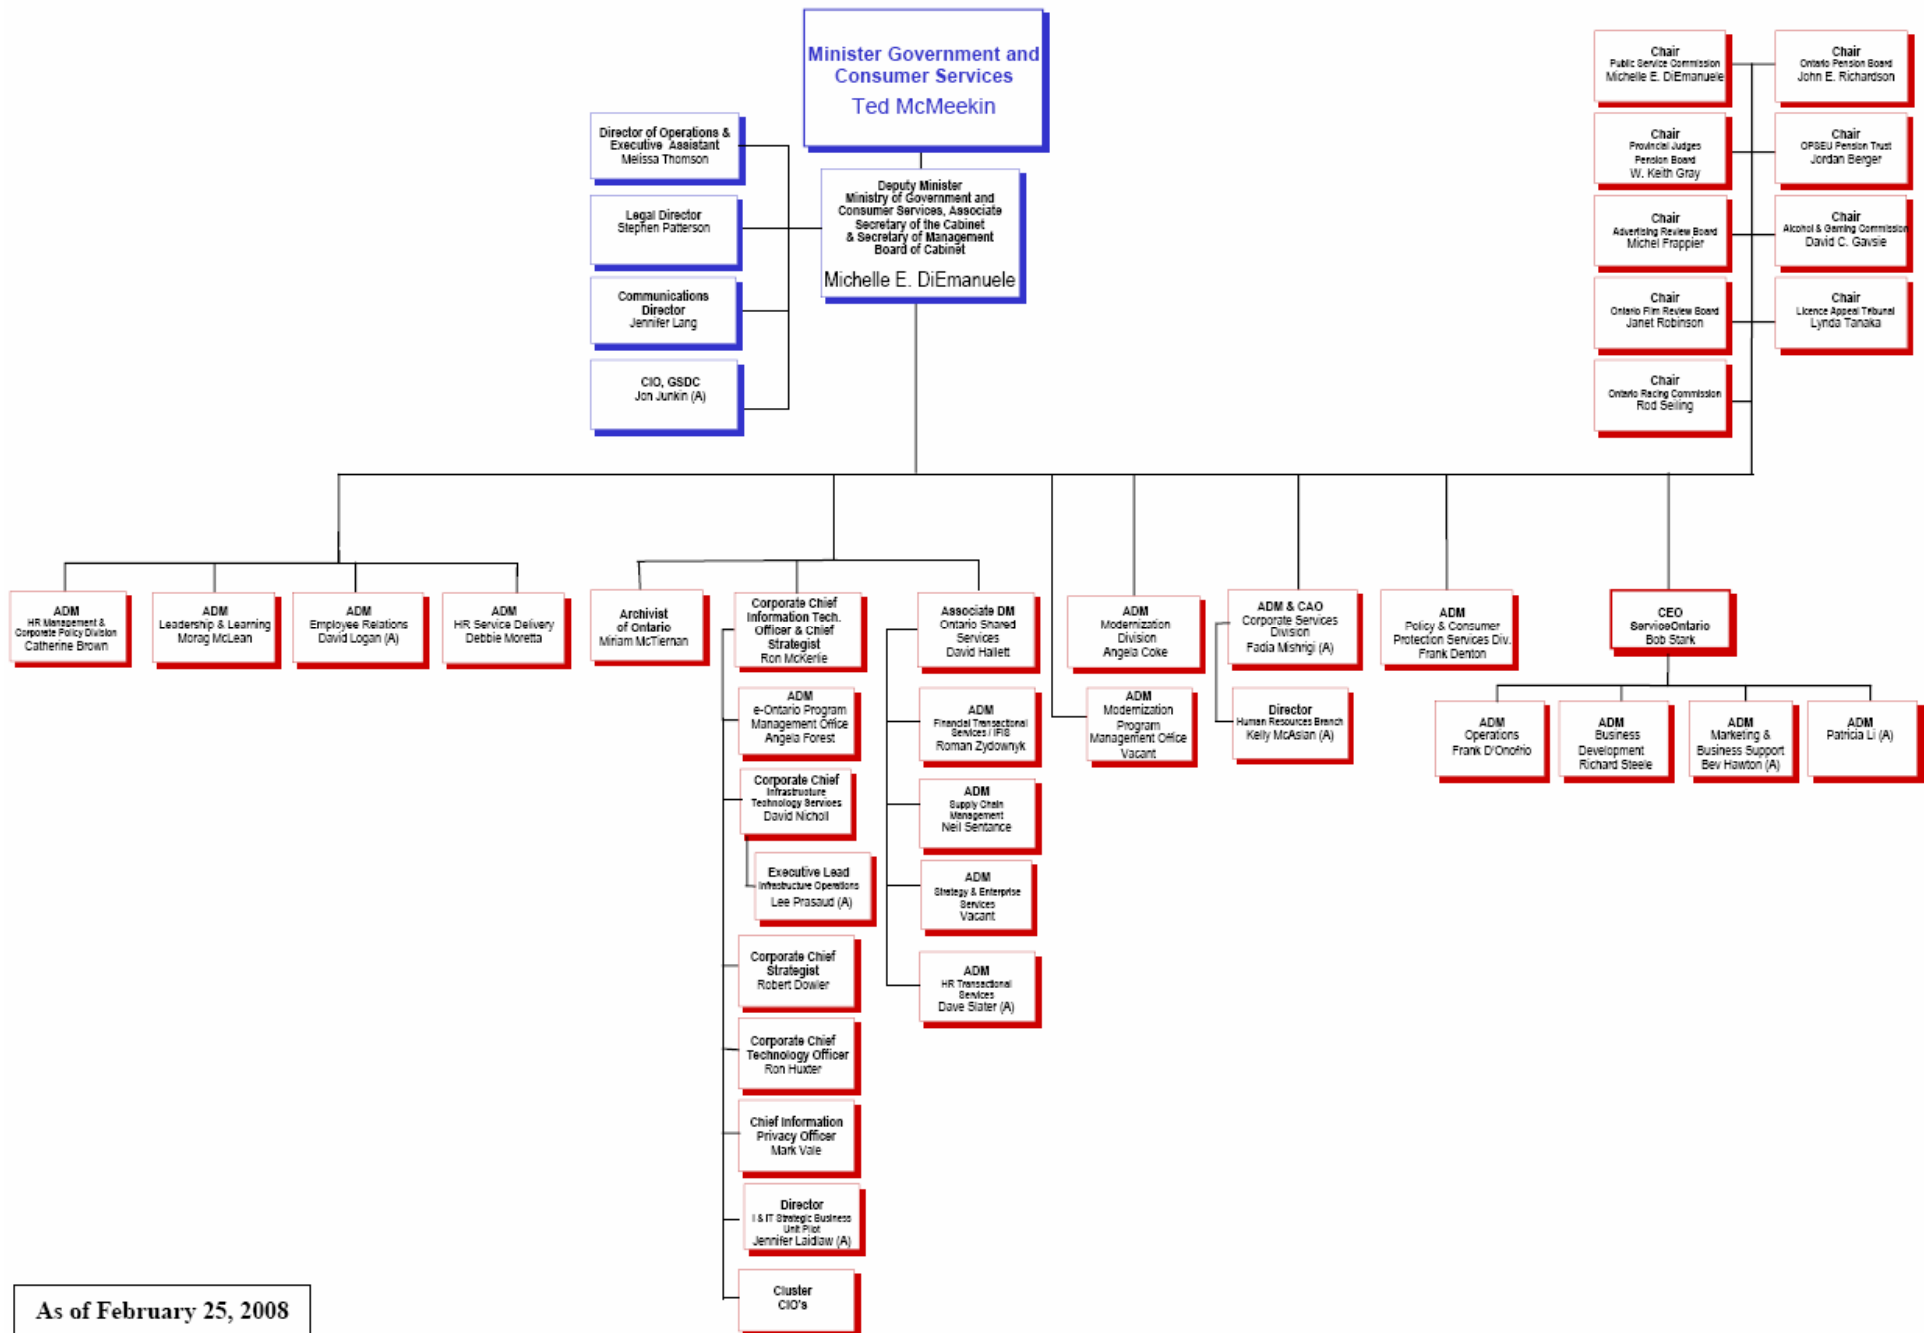 Minister Government and
Consumer Services
Ted McMeekin
Director of Operations &
Executive Assistant
Melissa Thomson
Legal Director
Stephen Patterson
Communications
Director
Jennifer Lang
CIO, GSDC
Jon Junkin (A)
Deputy Minister
Ministry of Government and
Consumer Services, Associate
Secretary of the Cabinet
& Secretary of Management
Board of Cabinet
Michelle E. DiEmanuele
Chair
Public Service Commission
Michelle E. DiEmanuele
Chair
Ontario Pension Board
John E. Richardson
Chair
Provincial Judges
Pension Board
W. Keith Gray
Chair
OPSEU Pension Trust
Jordan Berger
Chair
Advertising Review Board
Michel Frappier
Chair
Alcohol & Gaming Commission
David C. Gavsie
Chair
Ontario Film Review Board
Janet Robinson
Chair
Licence Appeal Tribunal
Lynda Tanaka
Chair
Ontario Racing Commission
Rod Seiling
ADM
HR Management &
Corporate Policy Division
Catherine Brown
ADM
Leadership & Learning
Morag McLean
ADM
Employee Relations
David Logan (A)
ADM
HR Service Delivery
Debbie Moretta
Archivist
of Ontario
Miriam McTiernan
Corporate Chief
Information Tech.
Officer & Chief
Strategist
Ron McKerlie
ADM
e-Ontario Program
Management Office
Angela Forest
Corporate Chief
Infrastructure
Technology Services
David Nicholl
Executive Lead
Infrastructure Operations
Lee Prasaud (A)
Corporate Chief
Strategist
Robert Dowler
Corporate Chief
Technology Officer
Ron Huxter
Chief Information
Privacy Officer
Mark Vale
Director
I & IT Strategic Business
Unit Pilot
Jennifer Laidlaw (A)
Cluster
CIO's
Associate DM
Ontario Shared
Services
David Hallett
ADM
Financial Transactional
Services / IFIS
Roman Zydownyk
ADM
Supply Chain
Management
Neil Sentance
ADM
Strategy & Enterprise
Services
Vacant
ADM
HR Transactional
Services
Dave Slater (A)
ADM
Modernization
Division
Angela Coke
ADM
Modernization
Program
Management Office
Vacant
ADM & CAO
Corporate Services
Division
Fadia Mishrigi (A)
Director
Human Resources Branch
Kelly McAslan (A)
ADM
Policy & Consumer
Protection Services Div.
Frank Denton
CEO
ServiceOntario
Bob Stark
ADM
Operations
Frank D'Onofrio
ADM
Business
Development
Richard Steele
ADM
Marketing &
Business Support
Bev Hawton (A)
ADM
Patricia Li (A)
As of February 25, 2008